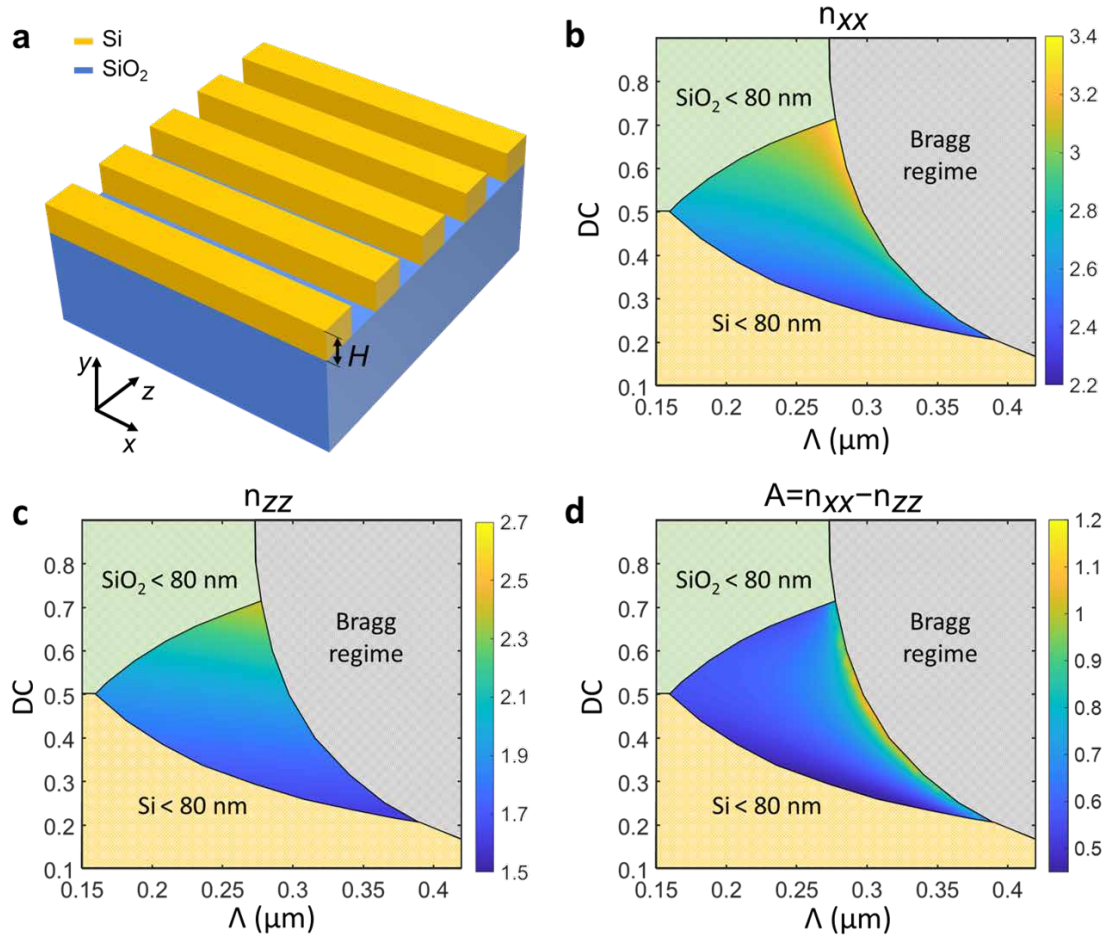 a
Si
SiO₂
H
y
z
x
b
nxx
DC
0.8
0.7
0.6
0.5
0.4
0.3
0.2
0.1
SiO₂ < 80 nm
Bragg
regime
Si < 80 nm
0.15
0.2
0.25
0.3
0.35
0.4
Λ (µm)
3.4
3.2
3
2.8
2.6
2.4
2.2
c
nzz
DC
0.8
0.7
0.6
0.5
0.4
0.3
0.2
0.1
SiO₂ < 80 nm
Bragg
regime
Si < 80 nm
0.15
0.2
0.25
0.3
0.35
0.4
Λ (µm)
2.7
2.5
2.3
2.1
1.9
1.7
1.5
d
A=nxx−nzz
DC
0.8
0.7
0.6
0.5
0.4
0.3
0.2
0.1
SiO₂ < 80 nm
Bragg
regime
Si < 80 nm
0.15
0.2
0.25
0.3
0.35
0.4
Λ (µm)
1.2
1.1
1
0.9
0.8
0.7
0.6
0.5